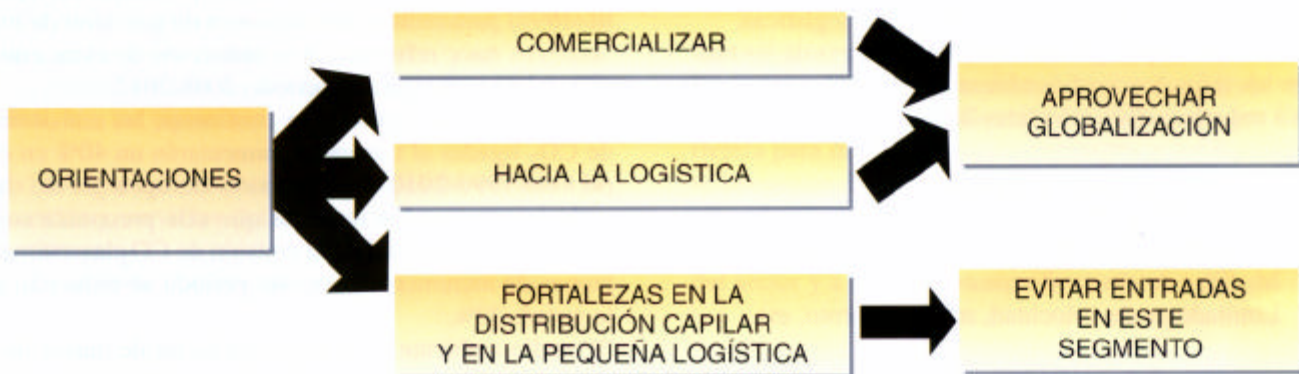 ORIENTACIONES
COMERCIALIZAR
HACIA LA LOGÍSTICA
FORTALEZAS EN LA
DISTRIBUCIÓN CAPILAR
Y EN LA PEQUEÑA LOGÍSTICA
APROVECHAR
GLOBALIZACIÓN
EVITAR ENTRADAS
EN ESTE
SEGMENTO